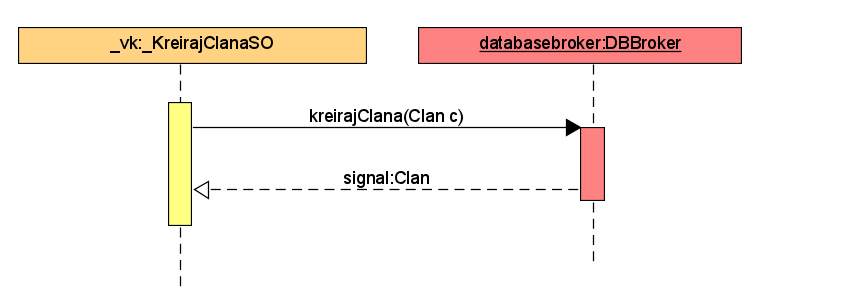 _vk:_KreirajClanaSO
databasebroker:DBBroker
kreirajClana(Clan c)
signal:Clan